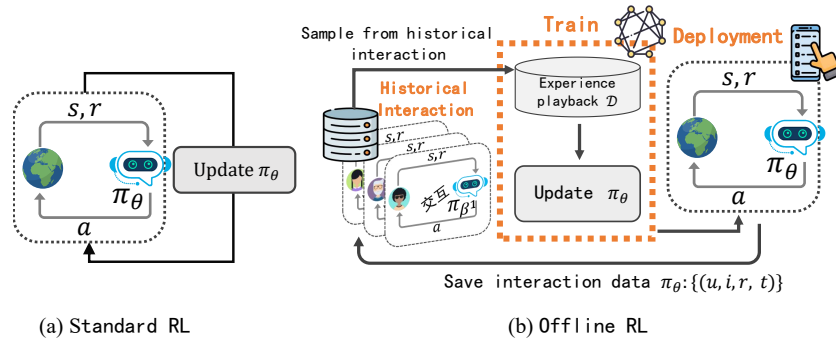 s, r
π_θ
a
Update π_θ
(a) Standard RL
Sample from historical
interaction
Train
Deployment
Historical
Interaction
Experience
playback 𝒟
Update π_θ
s, r
s, r
s, r
交互
π_β¹
a
s, r
π_θ
a
Save interaction data π_θ: {(u, i, r, t)}
(b) Offline RL